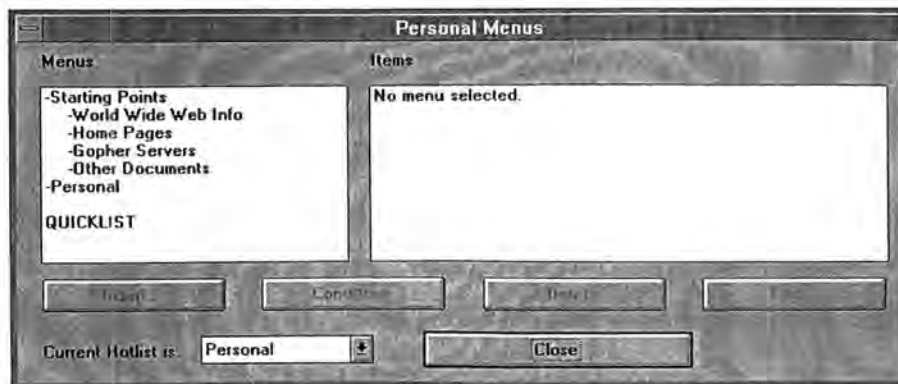 Personal Menus
Menus
Items
-Starting Points
-World Wide Web Info
-Home Pages
-Gopher Servers
-Other Documents
-Personal
QUICKLIST
No menu selected.
Current Hotlist is:
Personal
Close